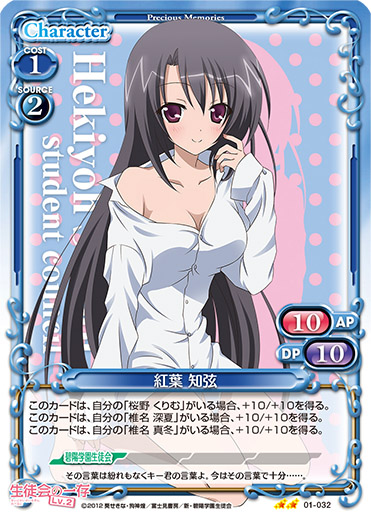 Precious Memories
Character
COST
1
SOURCE
2
Hekiyoh
student counci
10 AP
DP 10
紅葉 知弦
このカードは、自分の「桜野 くりむ」がいる場合、+10/+10を得る。
このカードは、自分の「椎名 深夏」がいる場合、+10/+10を得る。
このカードは、自分の「椎名 真冬」がいる場合、+10/+10を得る。
碧陽学園生徒会
その言葉は紛れもなくキー君の言葉よ、今はその言葉で十分……。
生徒会の一存
Lv.2
©2012 葵せきな・狗神煌／富士見書房／新・碧陽学園生徒会
01-032